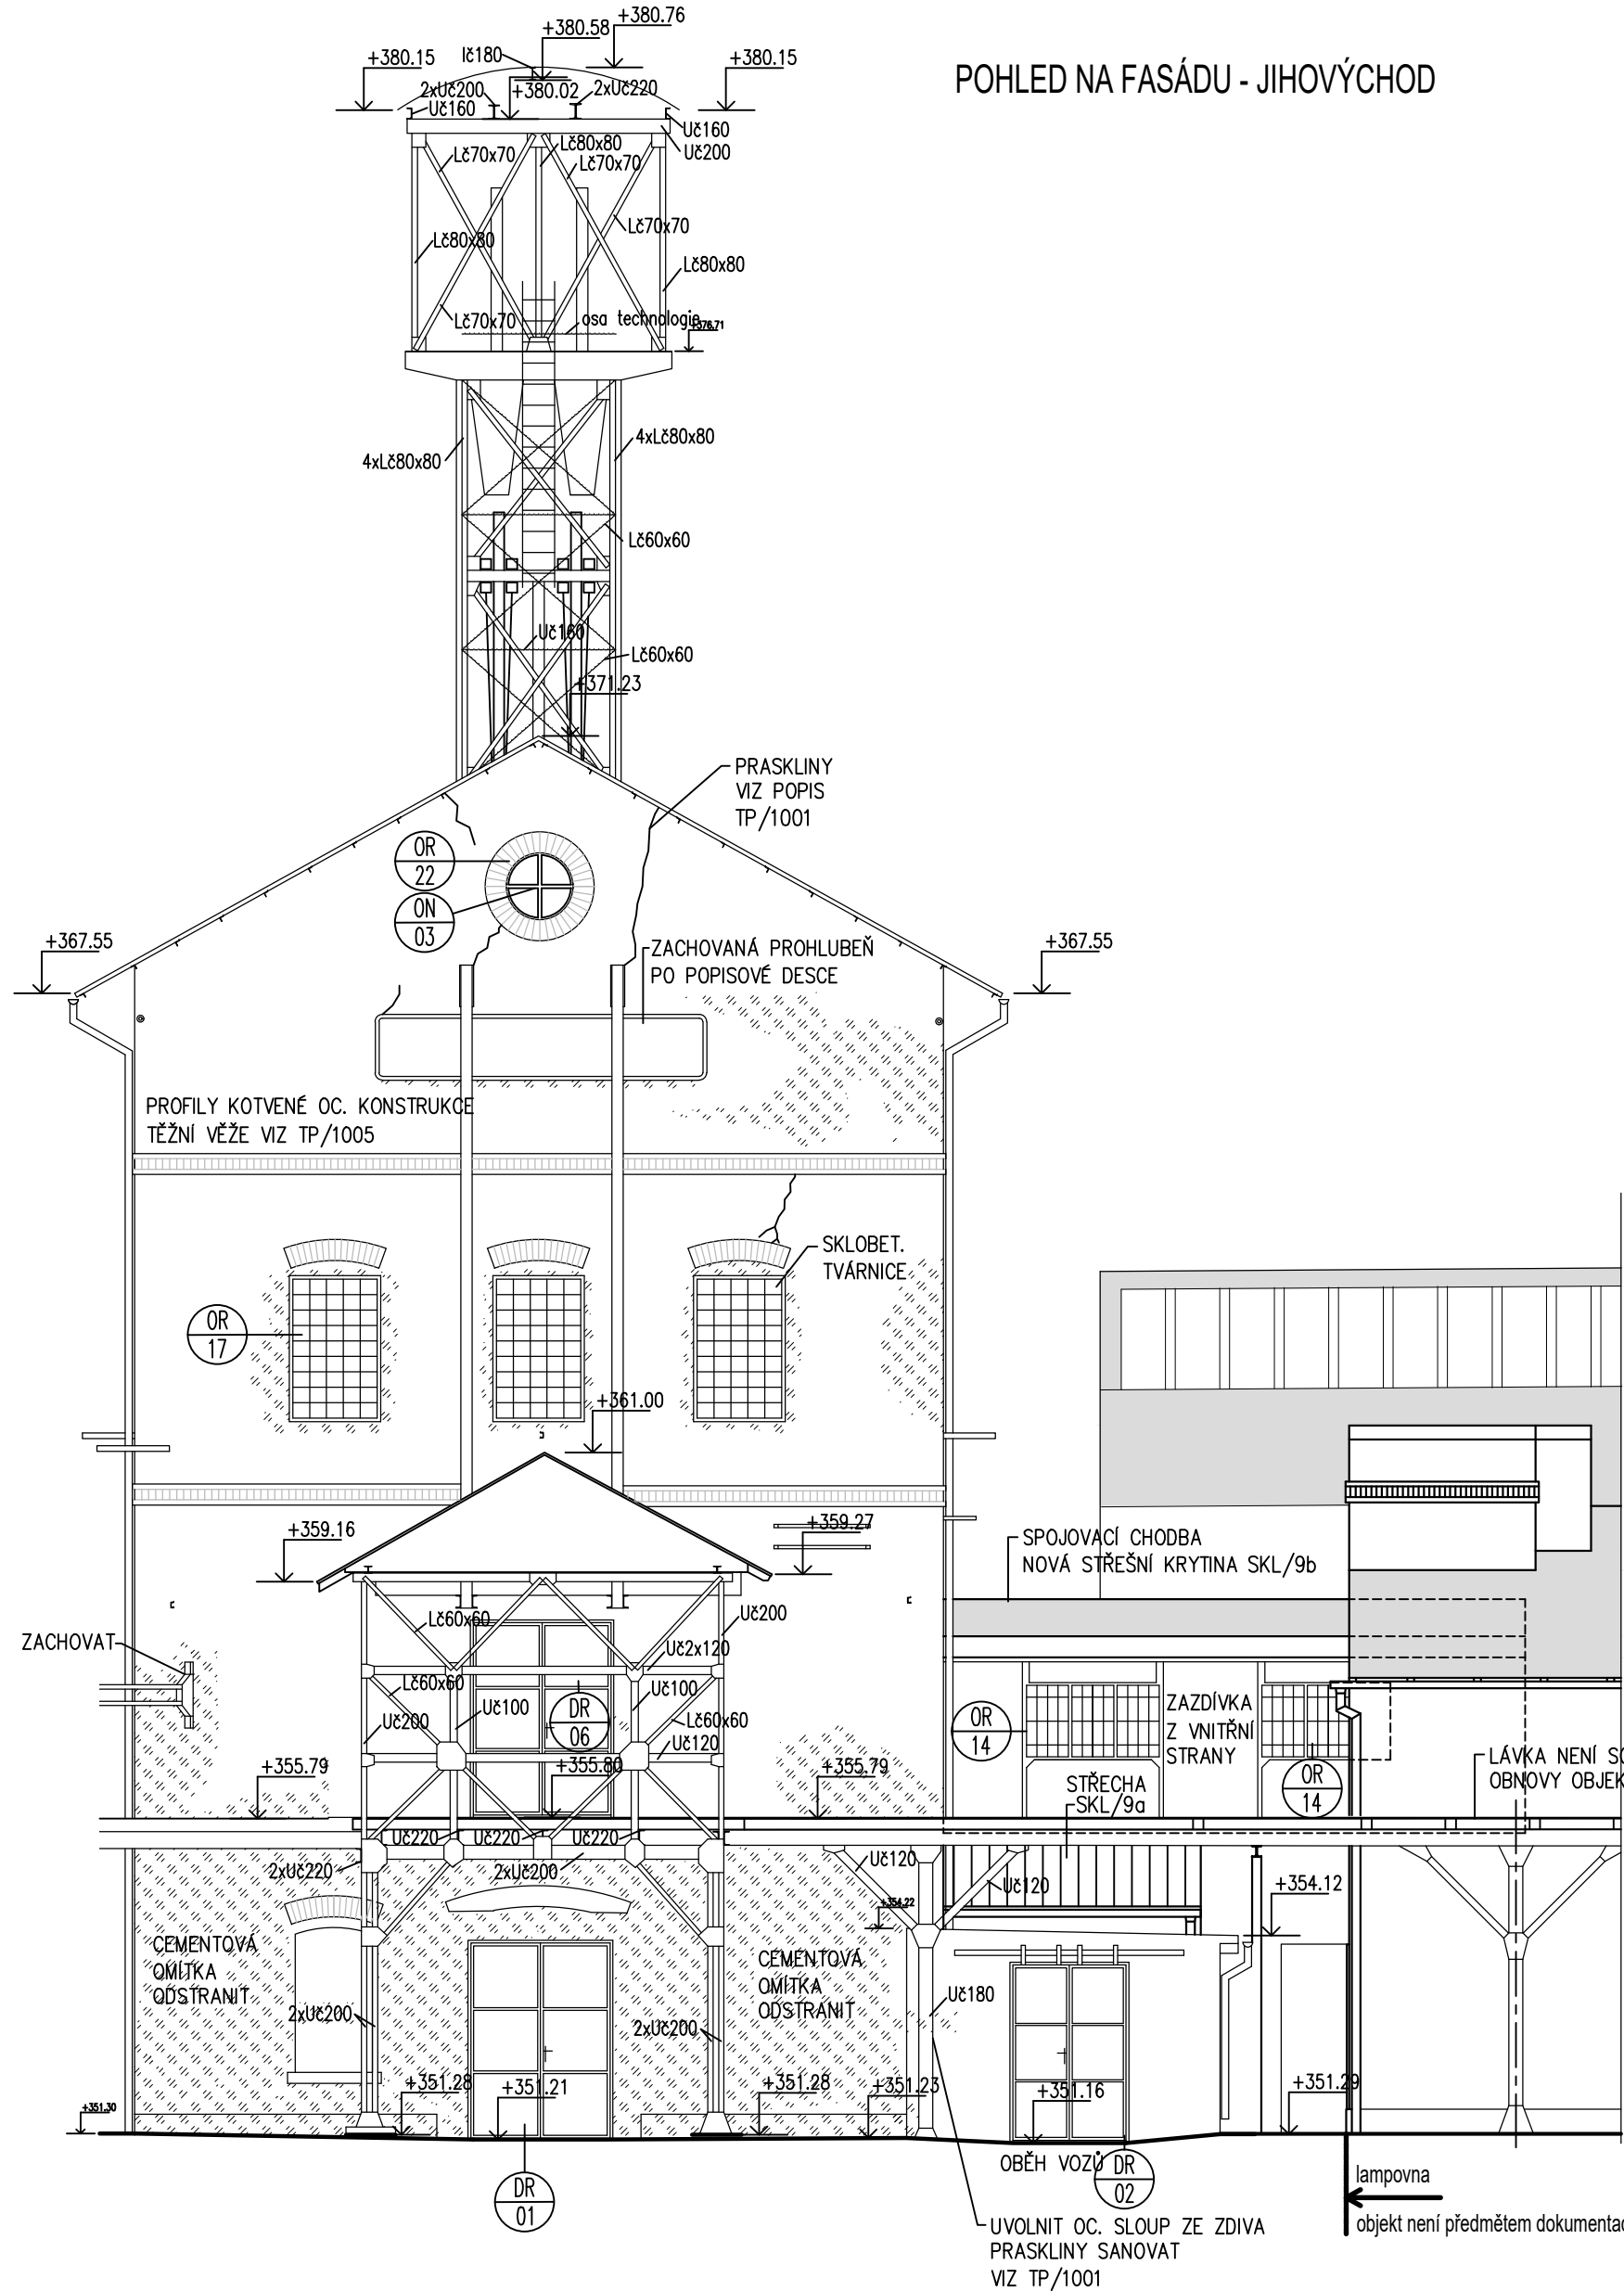 POHLED NA FASÁDU - JIHOVÝCHOD
+380.76
+380.58
+380.15
Ič180
+380.15
2xUč200
+380.02
2xUč220
Uč160
Uč160
Uč200
Lč80x80
Lč70x70
Lč70x70
Lč70x70
Lč80x80
Lč80x80
Lč70x70
osa technologie
4xLč80x80
4xLč80x80
Lč60x60
Uč160
Lč60x60
+371.23
PRASKLINY
VIZ POPIS
TP/1001
OR
22
ON
03
+367.55
ZACHOVANÁ PROHLUBEŇ
PO POPISOVÉ DESCE
+367.55
PROFILY KOTVENÉ OC. KONSTRUKCE
TĚŽNÍ VĚŽE VIZ TP/1005
SKLOBET.
TVÁRNICE
OR
17
+361.00
+359.16
+359.27
SPOJOVACÍ CHODBA
NOVÁ STŘEŠNÍ KRYTINA SKL/9b
ZACHOVAT
Lč60x60
Uč200
Uč2x120
Lč60x60
Uč200
Uč100
DR
06
Uč100
Lč60x60
Uč120
OR
14
ZAZDÍVKA
Z VNITŘNÍ
STRANY
OR
14
+355.79
+355.80
+355.79
STŘECHA
SKL/9a
LÁVKA NENÍ
OBNOVY
Uč220
Uč220
Uč220
2xUč220
2xUč200
Uč120
Uč120
+354.22
+354.12
CEMENTOVÁ
OMÍTKA
ODSTRANIT
CEMENTOVÁ
OMÍTKA
ODSTRANIT
2xUč200
2xUč200
Uč180
+351.30
+351.28
+351.21
+351.28
+351.23
+351.16
+351.29
OBĚH VOZŮ
DR
01
DR
02
lampovna
objekt není předmětem
UVOLNIT OC. SLOUP ZE ZDIVA
PRASKLINY SANOVAT
VIZ TP/1001